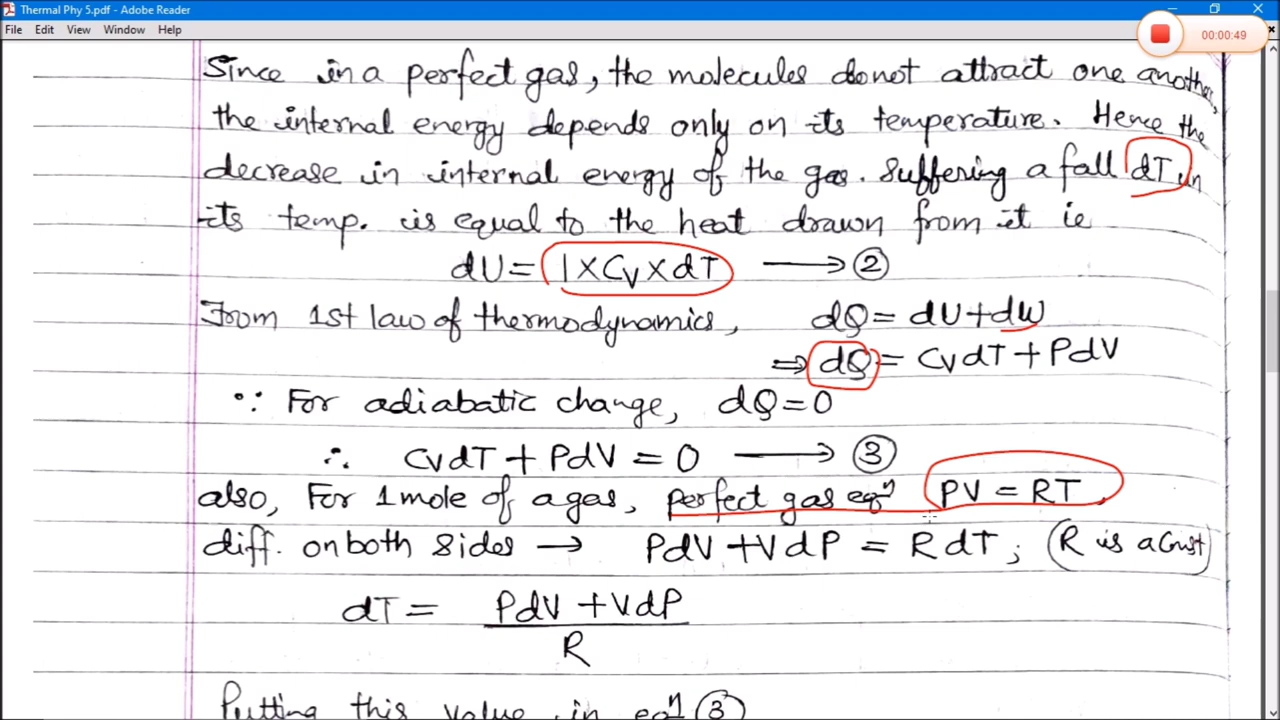 Thermal Phy 5.pdf - Adobe Reader
File Edit View Window Help
00:00:49
Since in a perfect gas, the molecules donot attract one another,
the internal energy depends only on its temperature. Hence the
decrease in internal energy of the gas. Suffering a fall dT in
its temp. is equal to the heat drawn from it ie
dU = 1 X CV X dT → ②
From 1st law of thermodynamics, dQ = dU + dW
⇒ dQ = CVdT + PdV
∵ For adiabatic change, dQ = 0
∴ CVdT + PdV = 0 → ③
also, For 1 mole of a gas, perfect gas eqⁿ PV = RT,
diff. on both sides → PdV + VdP = RdT; (R is a Const)
dT = PdV + VdP
R
Putting this value in eqⁿ ③